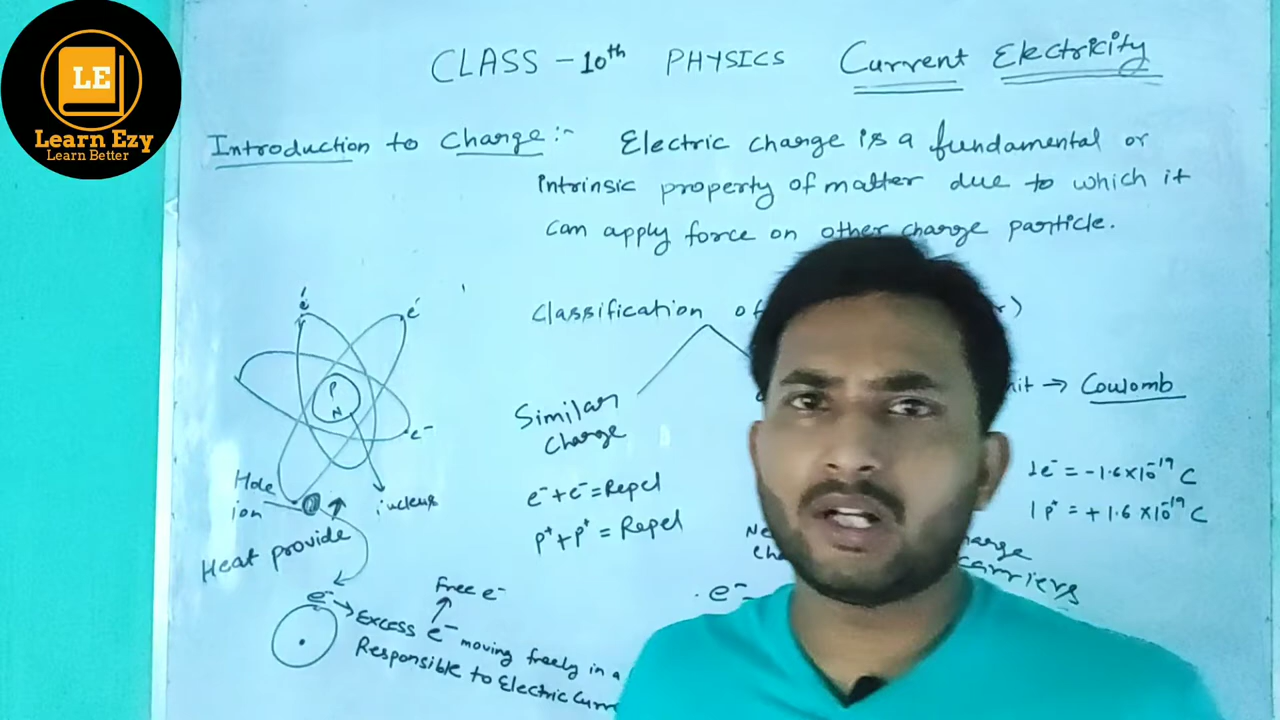 LE
Learn Ezy
Learn Better
CLASS - 10th PHYSICS Current Electricity
Introduction to Charge:- Electric charge is a fundamental or
Intrinsic property of matter due to which it
can apply force on other charge particle.
e⁻
e⁻
Classification of
P
N
e⁻
Similar
Charge
→ Coulomb
e⁻+e⁻=Repel
p⁺+p⁺=Repel
1e⁻ = -1.6×10⁻¹⁹ C
1p⁺ = +1.6×10⁻¹⁹ C
Hole
ion
Heat provide
carriers
e⁻
Free e⁻
e⁻ → Excess e⁻ moving freely in a
Responsible to Electric